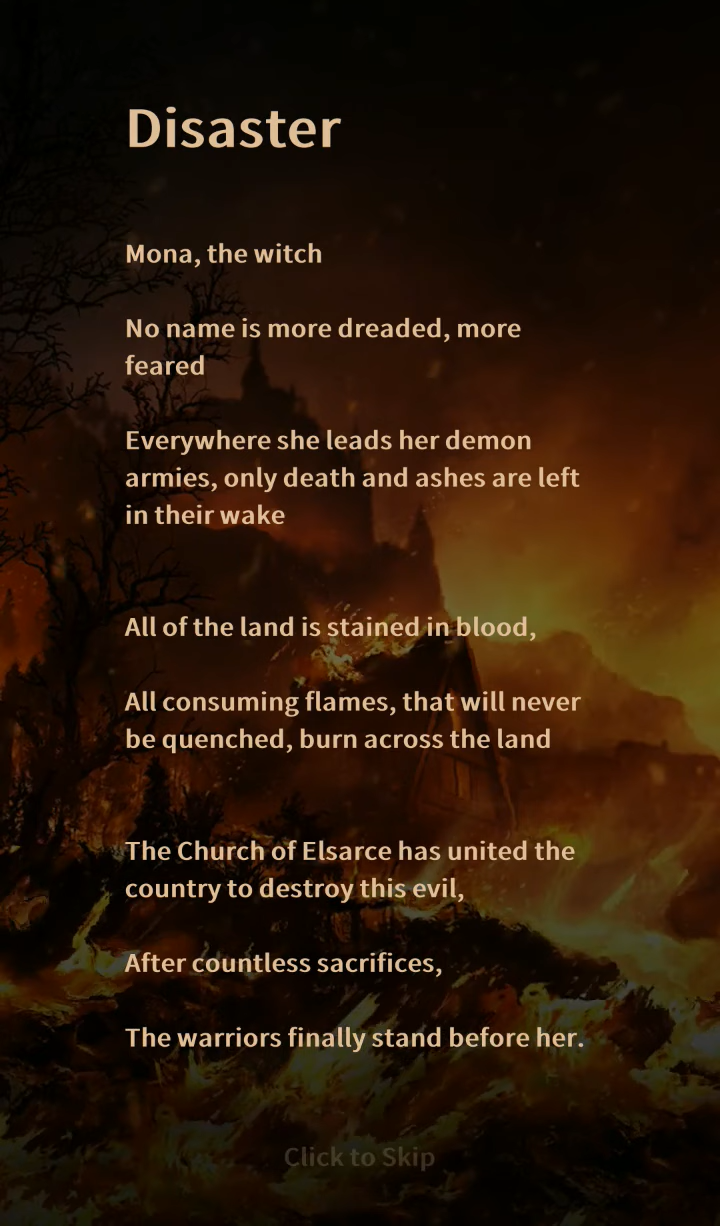 Disaster
Mona, the witch
No name is more dreaded, more
feared
Everywhere she leads her demon
armies, only death and ashes are left
in their wake
All of the land is stained in blood,
All consuming flames, that will never
be quenched, burn across the land
The Church of Elsarce has united the
country to destroy this evil,
After countless sacrifices,
The warriors finally stand before her.
Click to Skip